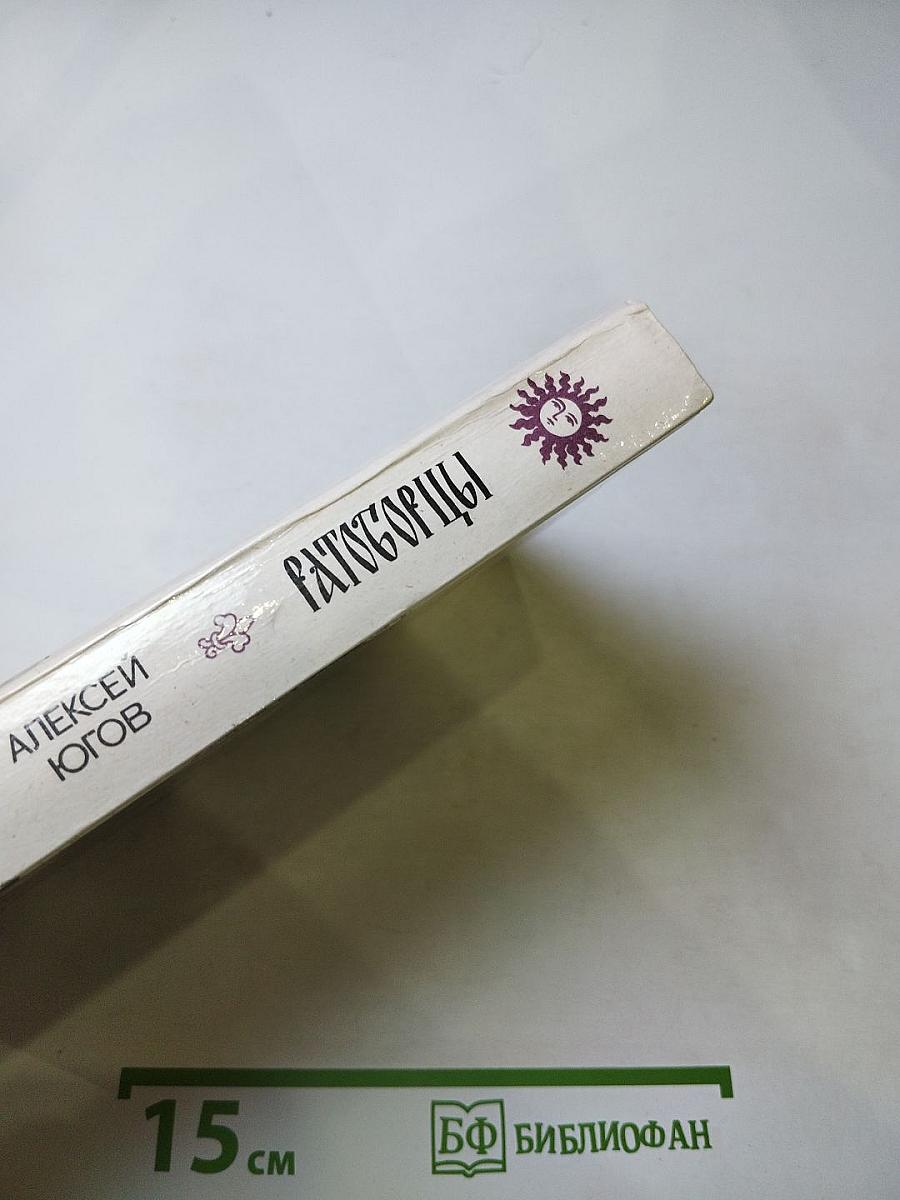 АЛЕКСЕЙ
ЮГОВ
РАТОБОРЦЫ
15 см
БФ БИБЛИОФАН